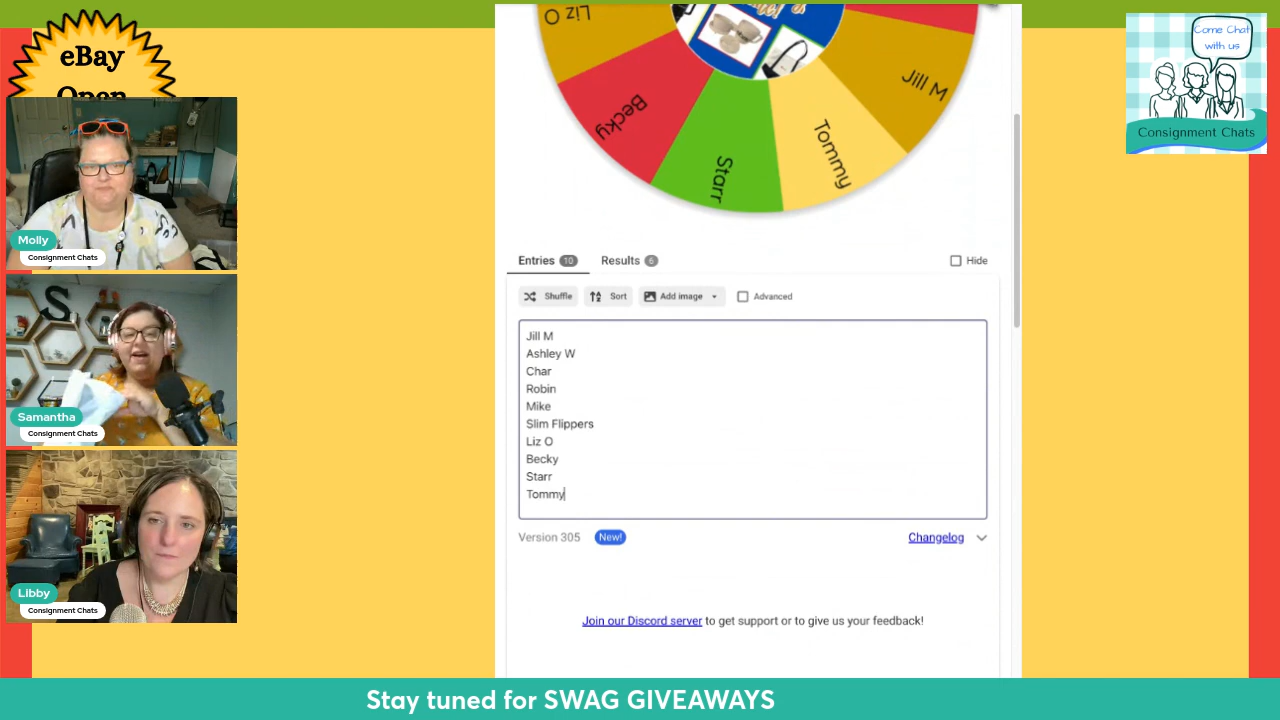 eBay
Open
Come Chat
with us
Consignment Chats
Liz O
Jill M
Becky
Starr
Tommy
Molly
Consignment Chats
Samantha
Consignment Chats
Libby
Consignment Chats
Entries 10 Results 6 Hide
Shuffle Sort Add image Advanced
Jill M
Ashley W
Char
Robin
Mike
Slim Flippers
Liz O
Becky
Starr
Tommy
Version 305 New! Changelog
Join our Discord server to get support or to give us your feedback!
Stay tuned for SWAG GIVEAWAYS